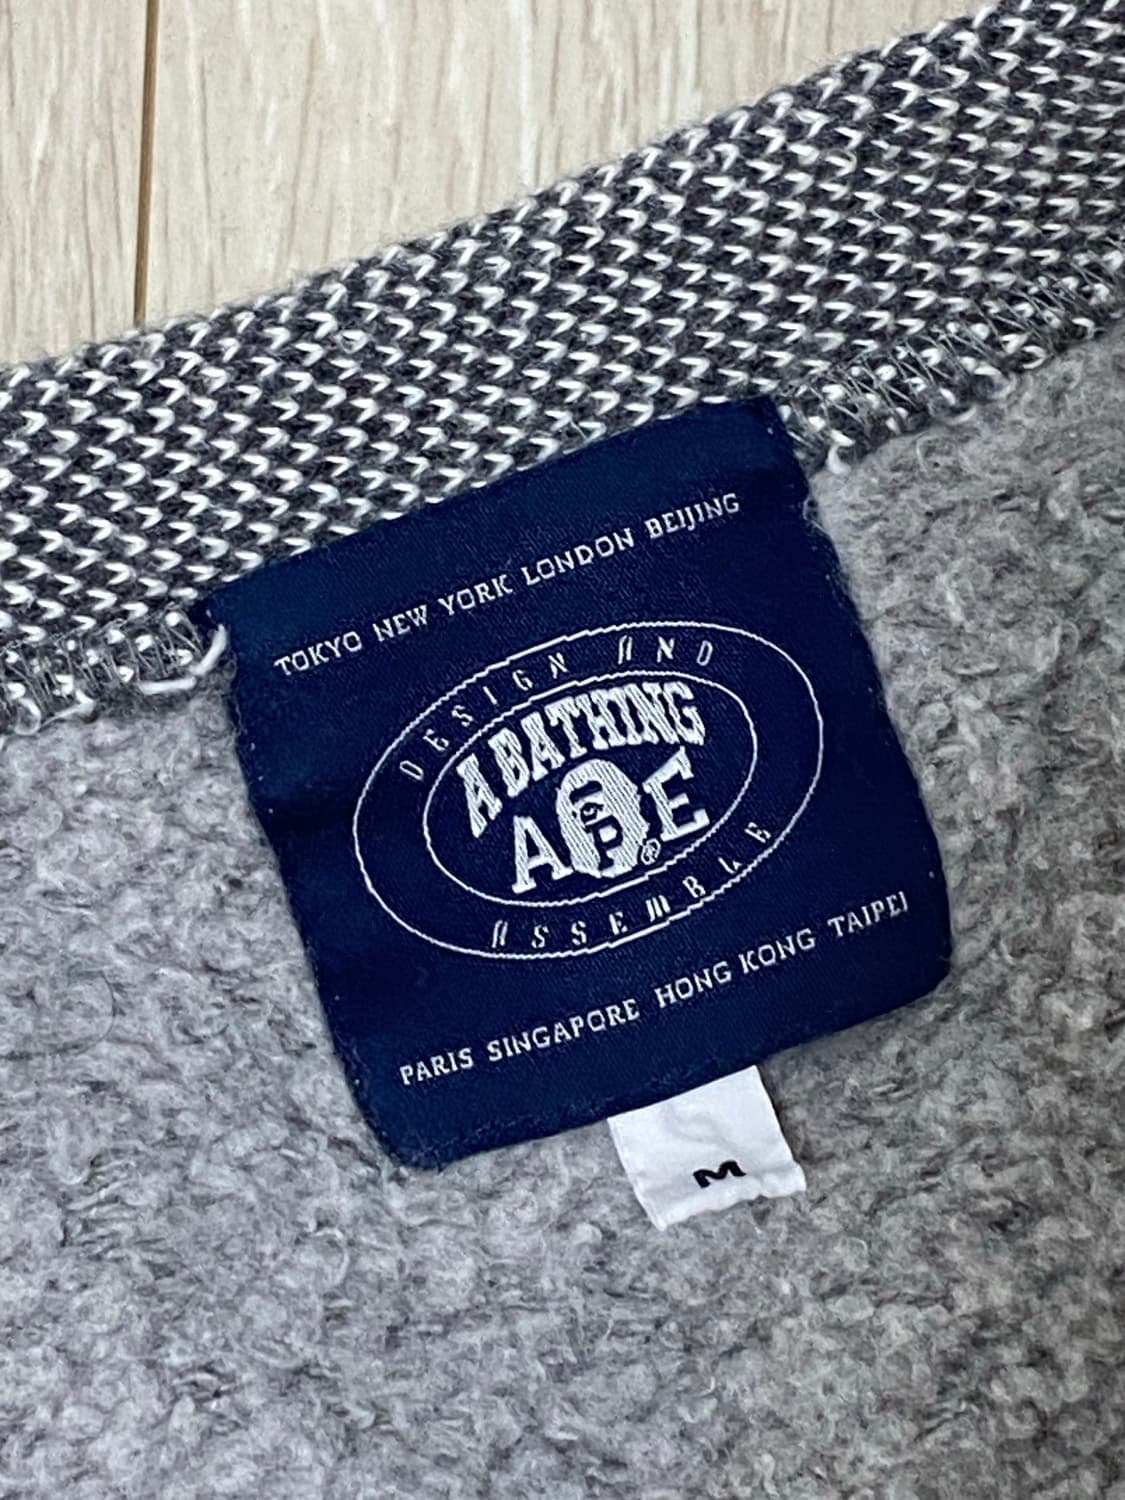 TOKYO NEW YORK LONDON BEIJING
DESIGN AND
A BATHING
APE®
ASSEMBLE
PARIS SINGAPORE HONG KONG TAIPEI
M